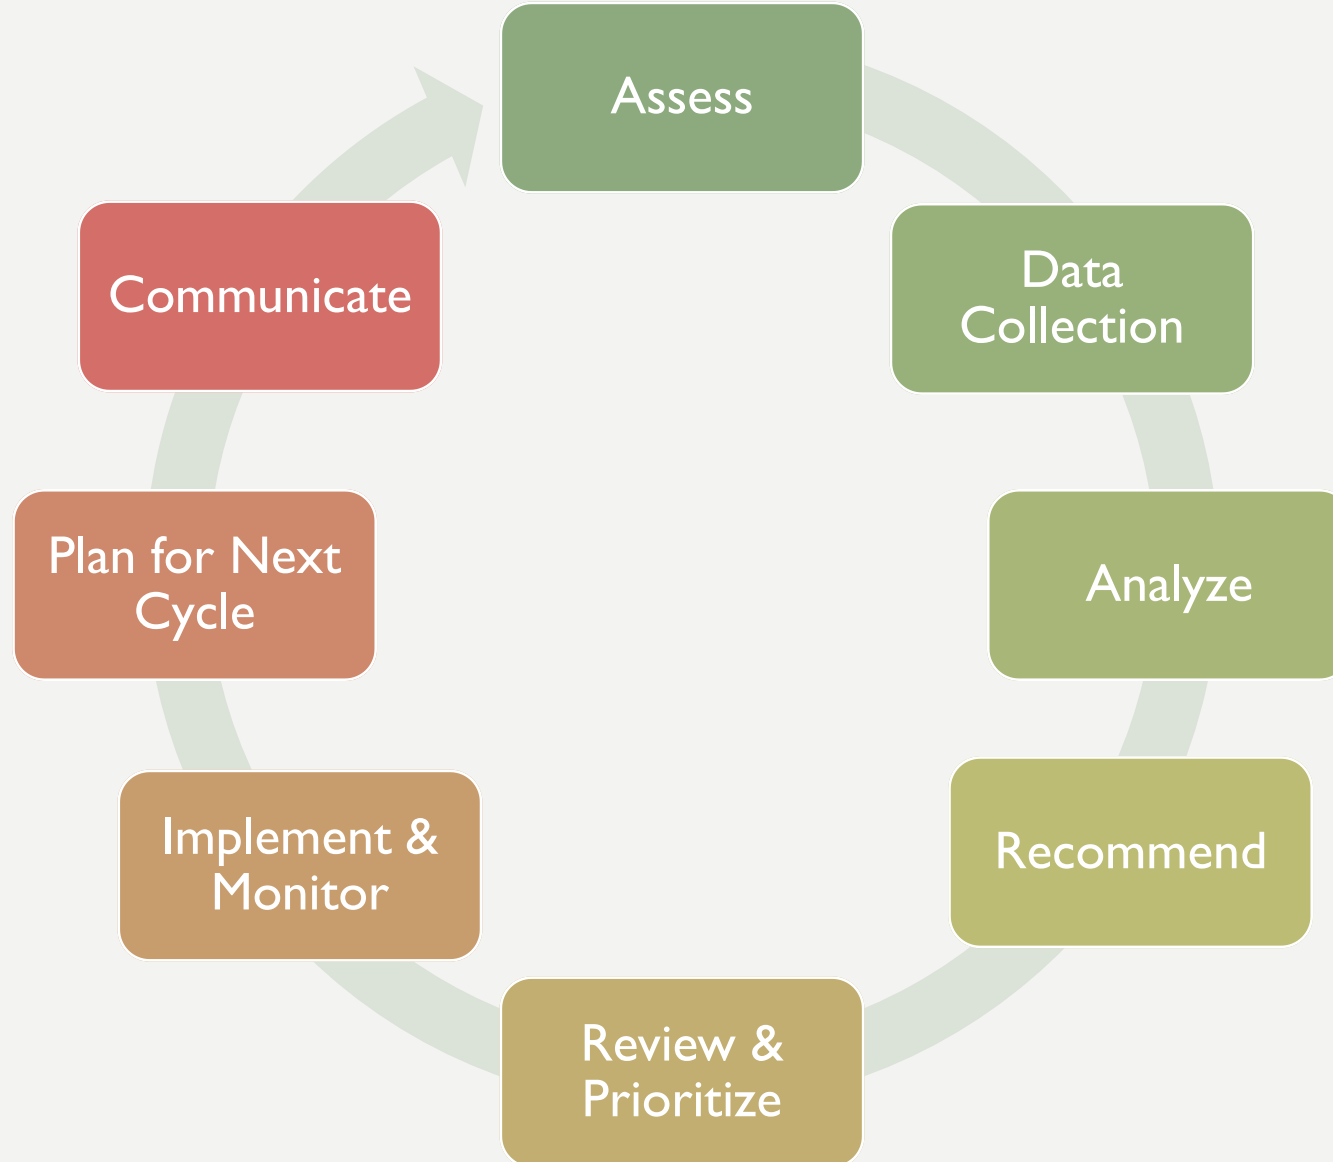 Assess
Data
Collection
Analyze
Recommend
Review &
Prioritize
Implement &
Monitor
Plan for Next
Cycle
Communicate